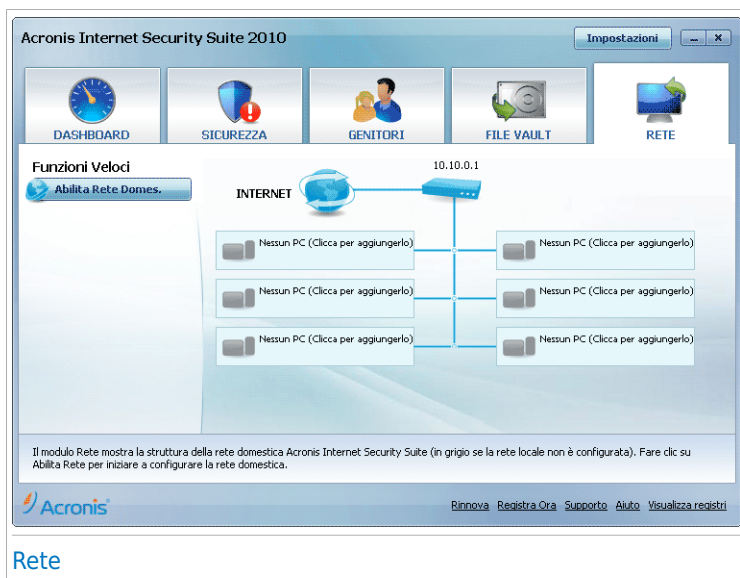 Acronis Internet Security Suite 2010
Impostazioni
DASHBOARD
SICUREZZA
GENITORI
FILE VAULT
RETE
Funzioni Veloci
Abilita Rete Domes.
INTERNET
10.10.0.1
Nessun PC (Clicca per aggiungerlo)
Nessun PC (Clicca per aggiungerlo)
Nessun PC (Clicca per aggiungerlo)
Nessun PC (Clicca per aggiungerlo)
Nessun PC (Clicca per aggiungerlo)
Nessun PC (Clicca per aggiungerlo)
Il modulo Rete mostra la struttura della rete domestica Acronis Internet Security Suite (in grigio se la rete locale non è configurata). Fare clic su
Abilita Rete per iniziare a configurare la rete domestica.
Acronis
Rinnova Registra Ora Supporto Aiuto Visualizza registri
Rete